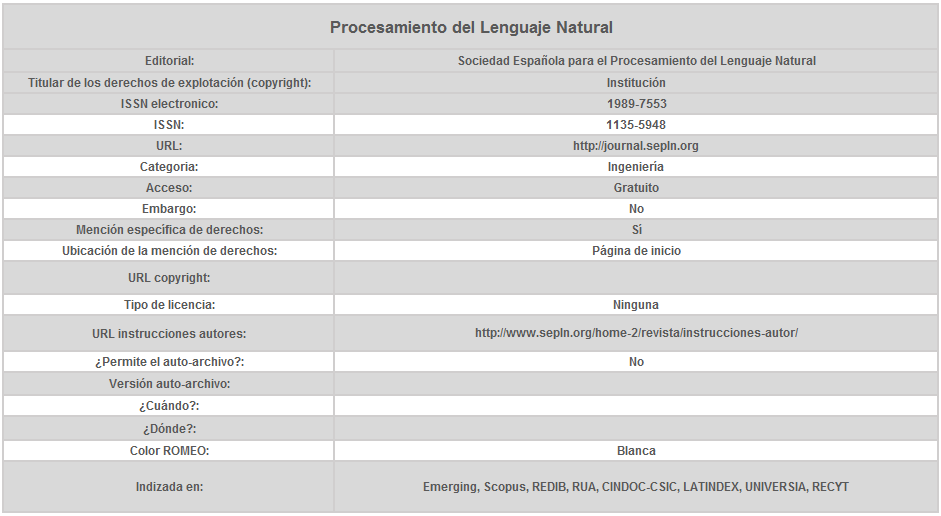 Procesamiento del Lenguaje Natural
Editorial: Sociedad Española para el Procesamiento del Lenguaje Natural
Titular de los derechos de explotación (copyright): Institución
ISSN electronico: 1989-7553
ISSN: 1135-5948
URL: http://journal.sepln.org
Categoria: Ingeniería
Acceso: Gratuito
Embargo: No
Mención específica de derechos: Sí
Ubicación de la mención de derechos: Página de inicio
URL copyright:
Tipo de licencia: Ninguna
URL instrucciones autores: http://www.sepln.org/home-2/revista/instrucciones-autor/
¿Permite el auto-archivo?: No
Versión auto-archivo:
¿Cuándo?:
¿Dónde?:
Color ROMEO: Blanca
Indizada en: Emerging, Scopus, REDIB, RUA, CINDOC-CSIC, LATINDEX, UNIVERSIA, RECYT